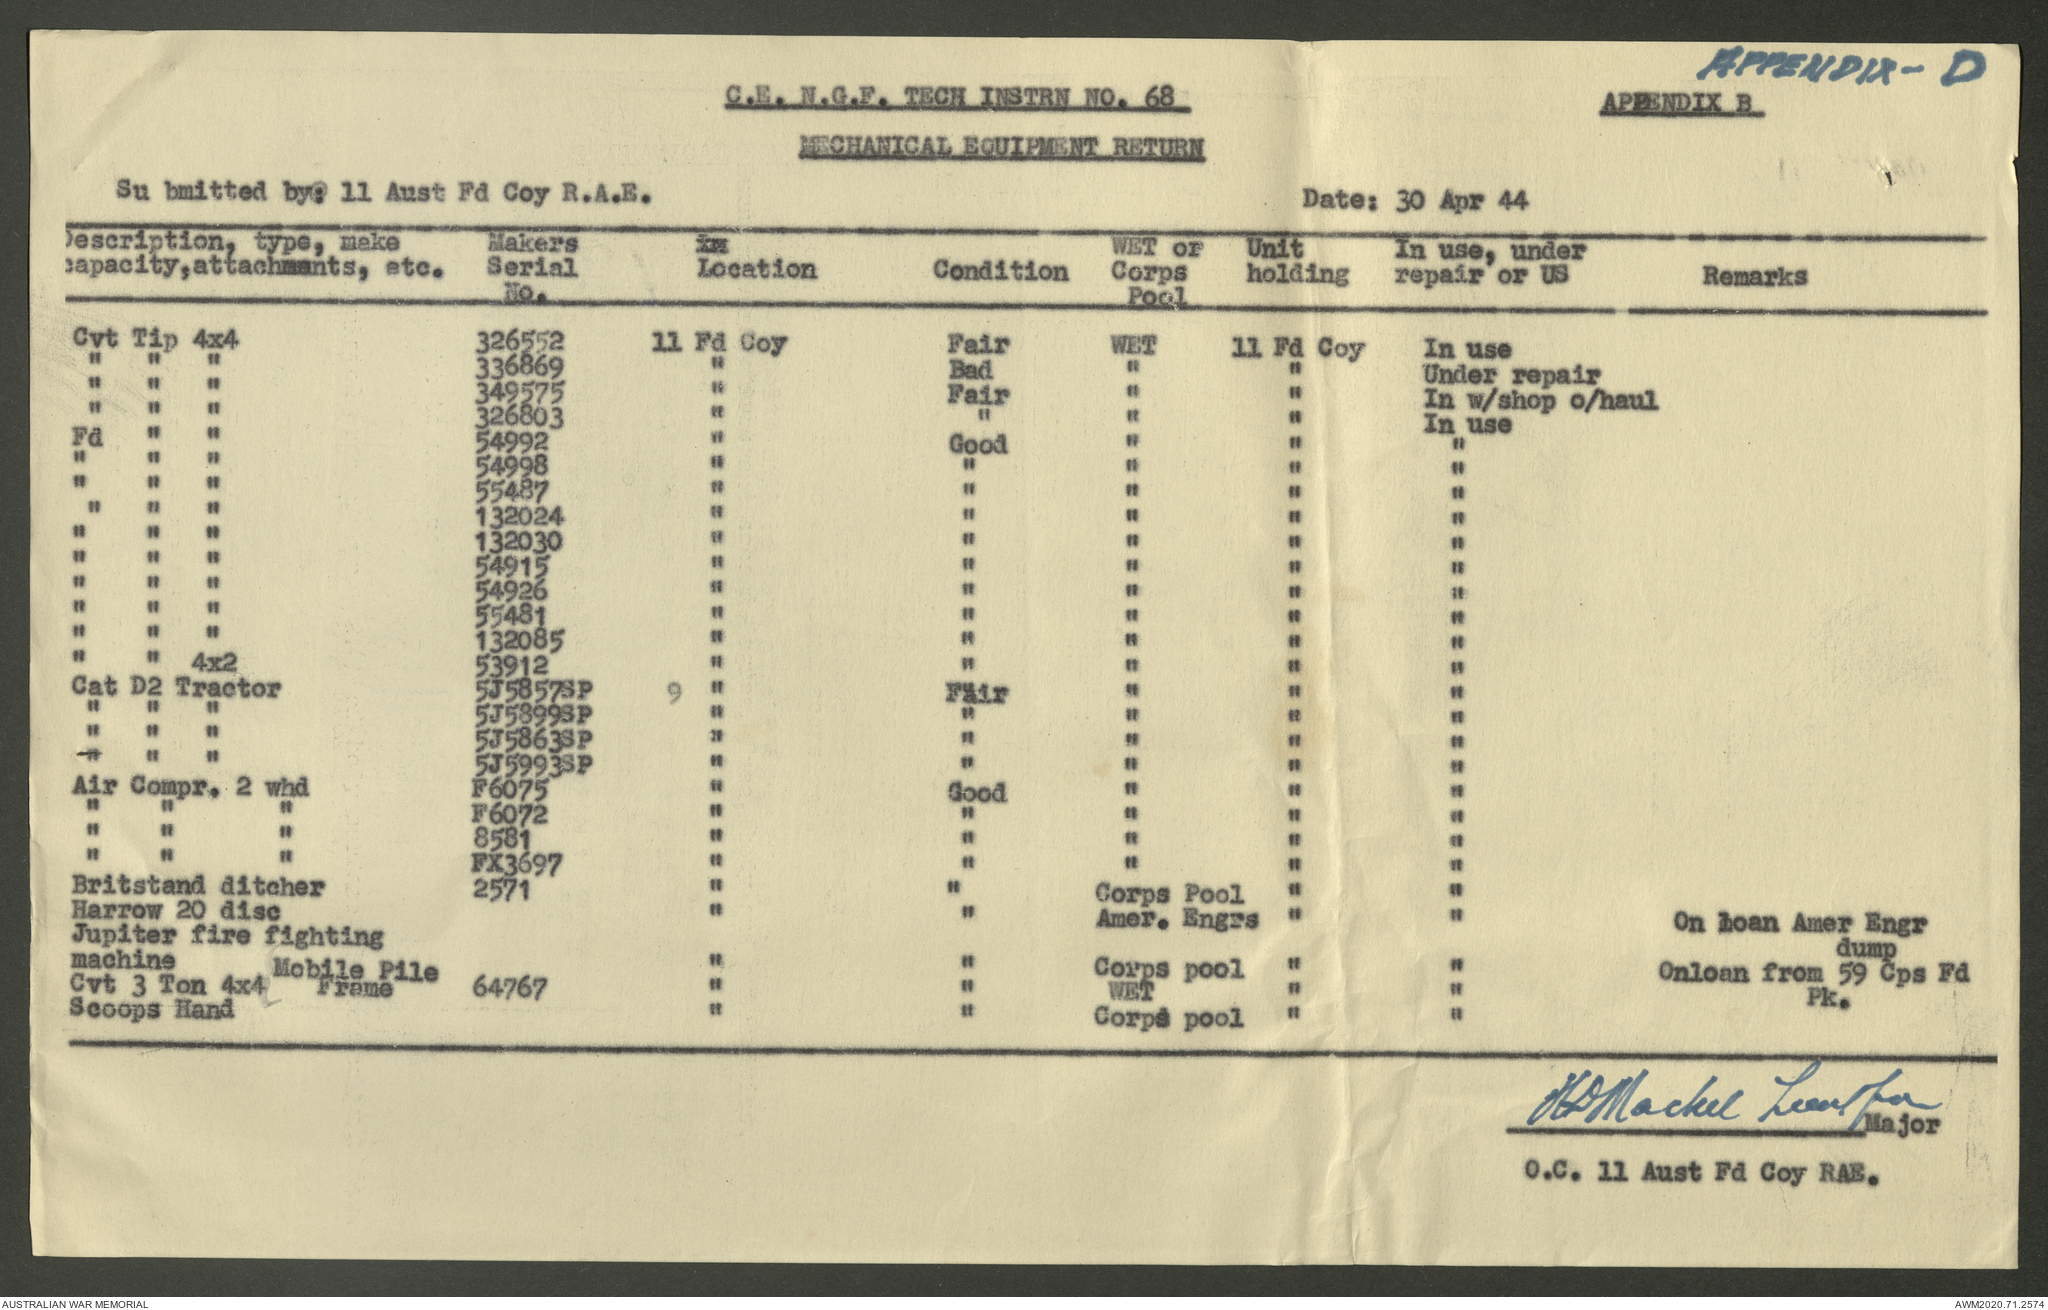 APPENDIX - D
C.E. N.G.F. TECH INSTRN NO. 68
APPENDIX B
MECHANICAL EQUIPMENT RETURN
Su bmitted by: 11 Aust Fd Coy R.A.E. Date: 30 Apr 44
Description, type, make Makers Serial No. Location Condition WET or Corps Pool Unit holding In use, under repair or US Remarks
capacity, attachments, etc.
Cvt Tip 4x4 326552 11 Fd Coy Fair WET 11 Fd Coy In use
" " " 336869 " Bad " " Under repair
" " " 349575 " Fair " " In w/shop o/haul
" " " 326803 " " " " In use
Fd " " 54992 " Good " " "
" " " 54998 " " " " "
" " " 55487 " " " " "
" " " 132024 " " " " "
" " " 132030 " " " " "
" " " 54915 " " " " "
" " " 54926 " " " " "
" " " 55481 " " " " "
" " " 132085 " " " " "
" " 4x2 53912 " " " " "
Cat D2 Tractor 5J5857SP 9 " Fair " " "
" " " 5J5899SP " " " " "
" " " 5J5863SP " " " " "
" " " 5J5993SP " " " " "
Air Compr. 2 whd F6075 " Good " " "
" " " F6072 " " " " "
" " " 8581 " " " " "
" " " FX3697 " " " " "
Britstand ditcher 2571 " " Corps Pool " "
Harrow 20 disc " " Amer. Engrs " " On loan Amer Engr
Jupiter fire fighting dump
machine " " Corps pool " " Onloan from 59 Cps Fd
Mobile Pile
Cvt 3 Ton 4x4 Frame 64767 " " WET " " Pk.
Scoops Hand " " Corps pool " "
HD Mackel Lieut for
Major
O.C. 11 Aust Fd Coy RAE.
AUSTRALIAN WAR MEMORIAL AWM2020.71.2574